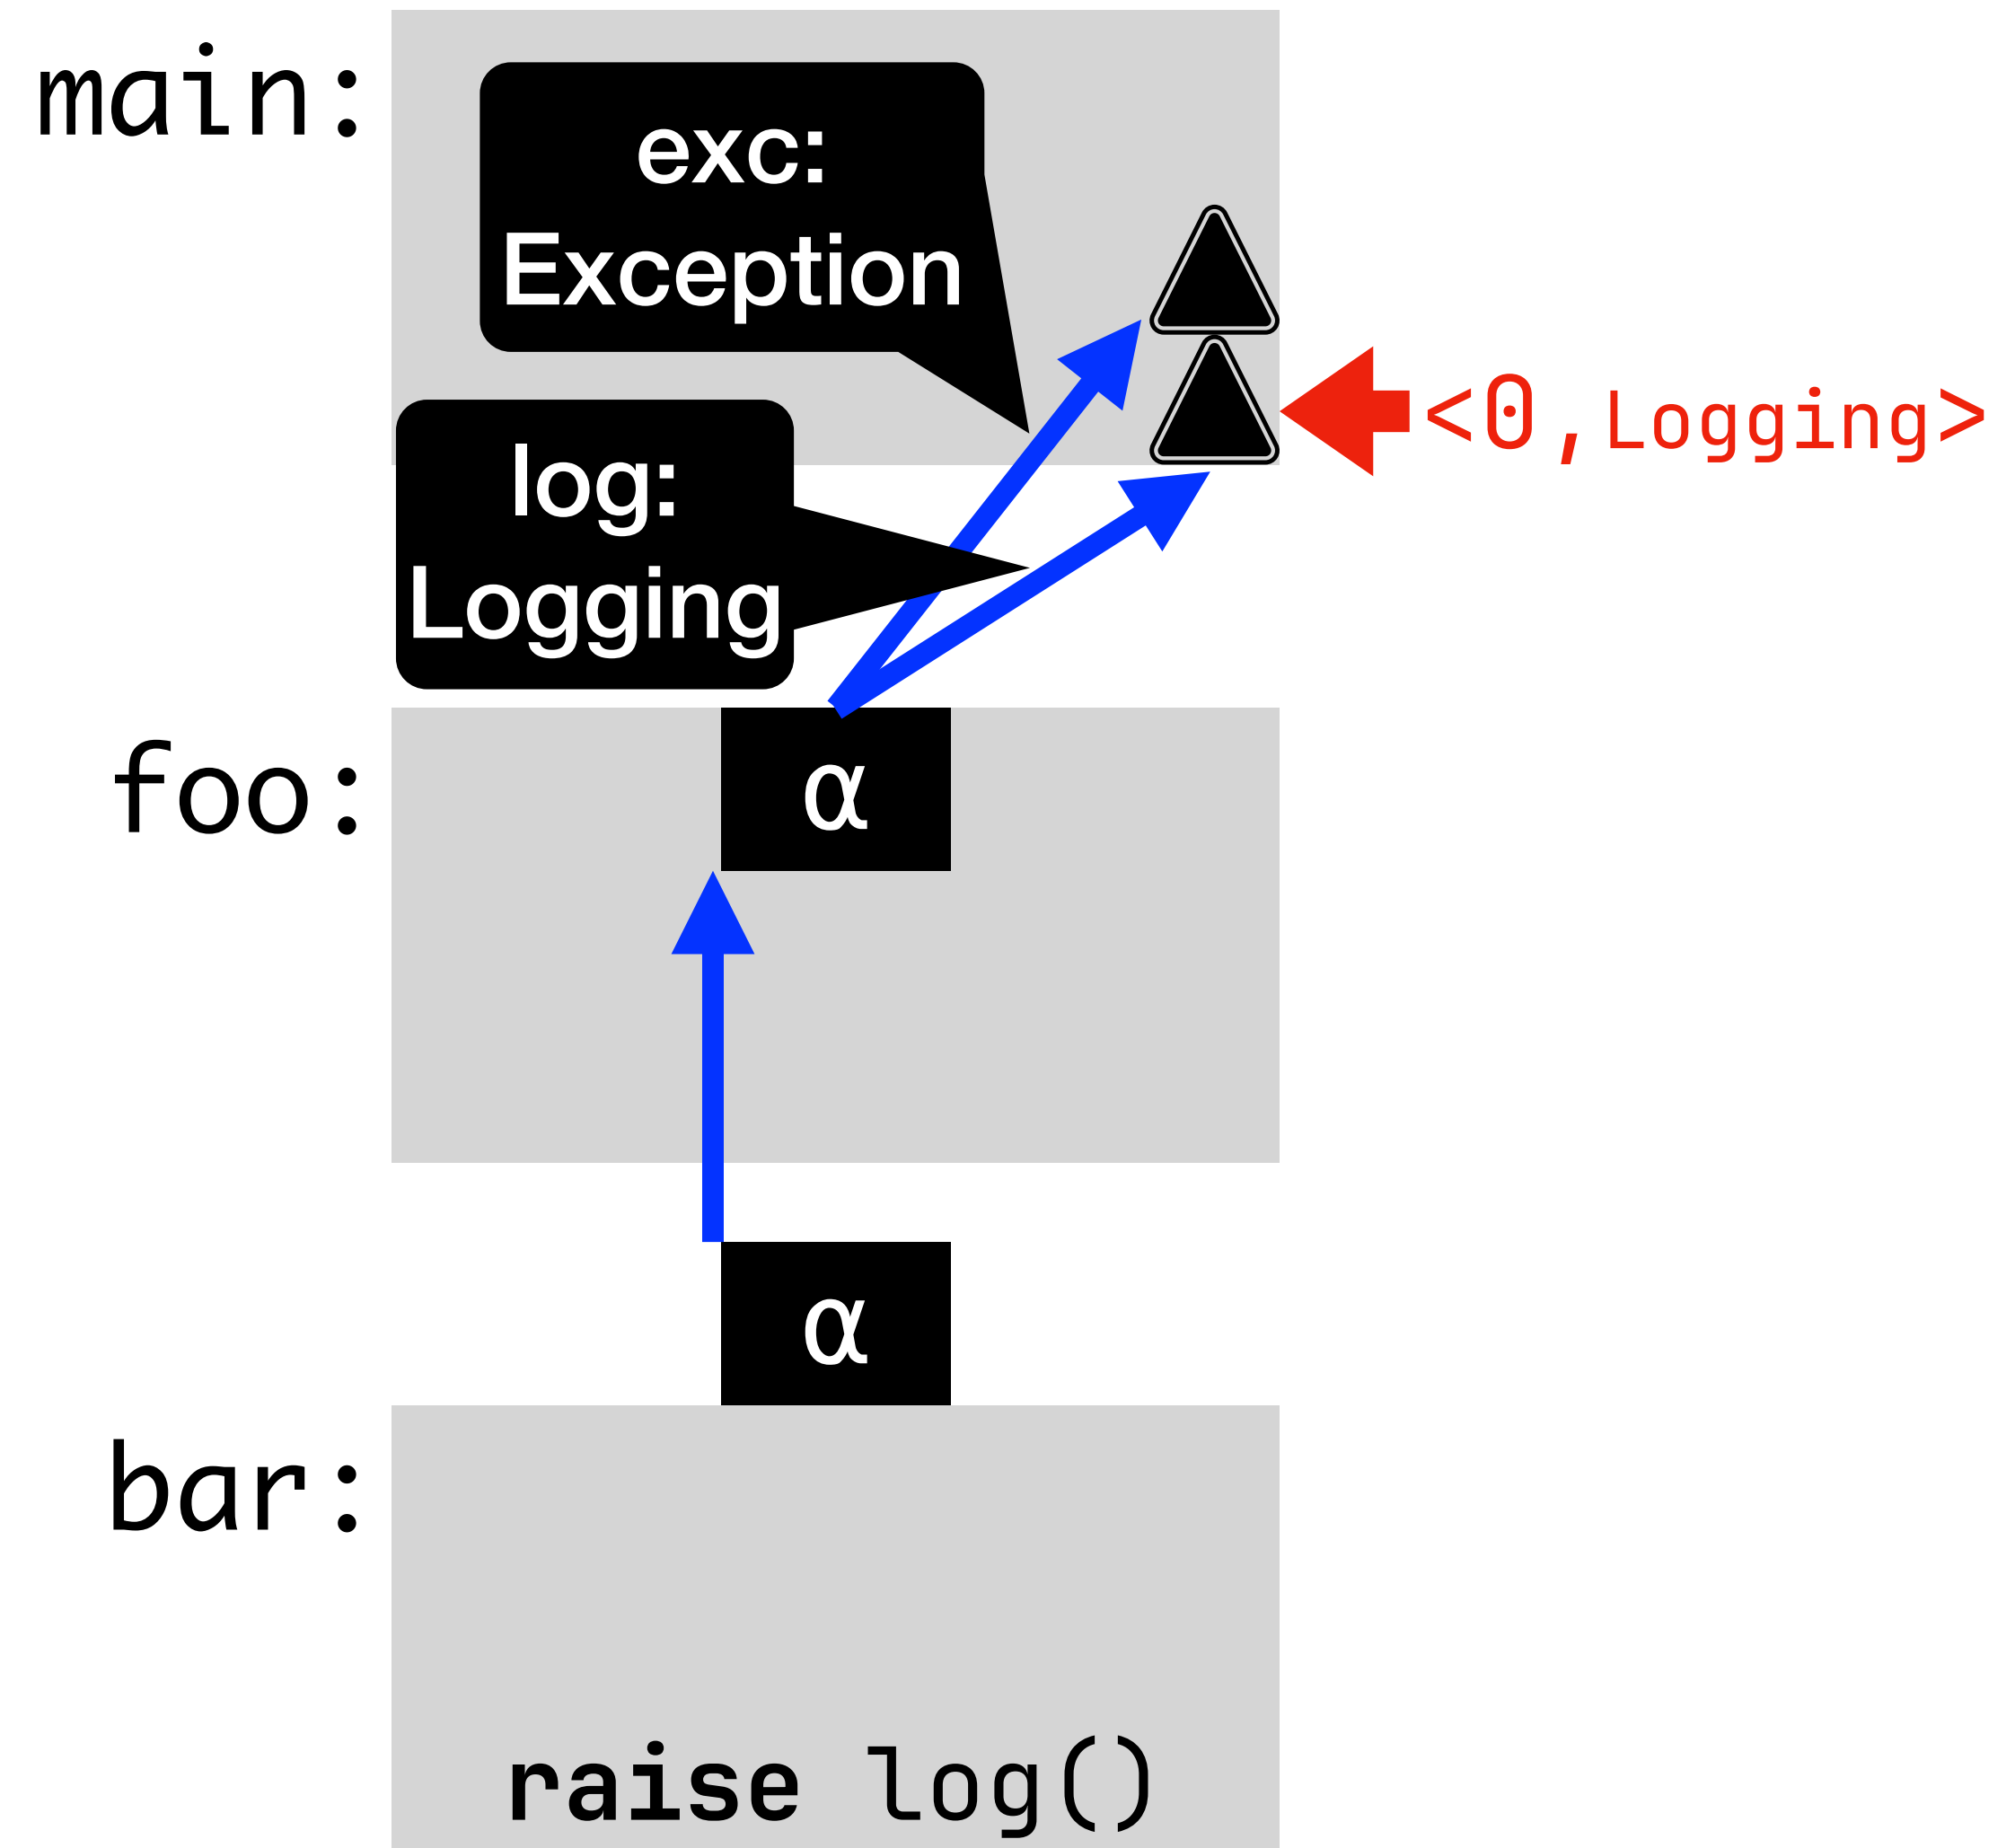 main:
exc:
Exception
<0,Logging>
log:
Logging
foo:
α
α
bar:
raise log()